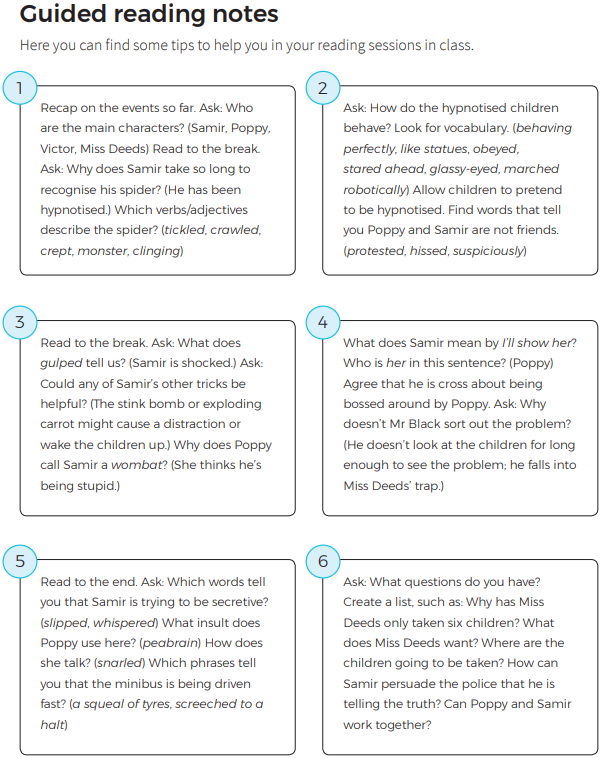 Guided reading notes
Here you can find some tips to help you in your reading sessions in class.
1
Recap on the events so far. Ask: Who
are the main characters? (Samir, Poppy,
Victor, Miss Deeds) Read to the break.
Ask: Why does Samir take so long to
recognise his spider? (He has been
hypnotised.) Which verbs/adjectives
describe the spider? (tickled, crawled,
crept, monster, clinging)
2
Ask: How do the hypnotised children
behave? Look for vocabulary. (behaving
perfectly, like statues, obeyed,
stared ahead, glassy-eyed, marched
robotically) Allow children to pretend
to be hypnotised. Find words that tell
you Poppy and Samir are not friends.
(protested, hissed, suspiciously)
3
Read to the break. Ask: What does
gulped tell us? (Samir is shocked.) Ask:
Could any of Samir's other tricks be
helpful? (The stink bomb or exploding
carrot might cause a distraction or
wake the children up.) Why does Poppy
call Samir a wombat? (She thinks he's
being stupid.)
4
What does Samir mean by I'll show her?
Who is her in this sentence? (Poppy)
Agree that he is cross about being
bossed around by Poppy. Ask: Why
doesn't Mr Black sort out the problem?
(He doesn't look at the children for long
enough to see the problem; he falls into
Miss Deeds' trap.)
5
Read to the end. Ask: Which words tell
you that Samir is trying to be secretive?
(slipped, whispered) What insult does
Poppy use here? (peabrain) How does
she talk? (snarled) Which phrases tell
you that the minibus is being driven
fast? (a squeal of tyres, screeched to a
halt)
6
Ask: What questions do you have?
Create a list, such as: Why has Miss
Deeds only taken six children? What
does Miss Deeds want? Where are the
children going to be taken? How can
Samir persuade the police that he is
telling the truth? Can Poppy and Samir
work together?